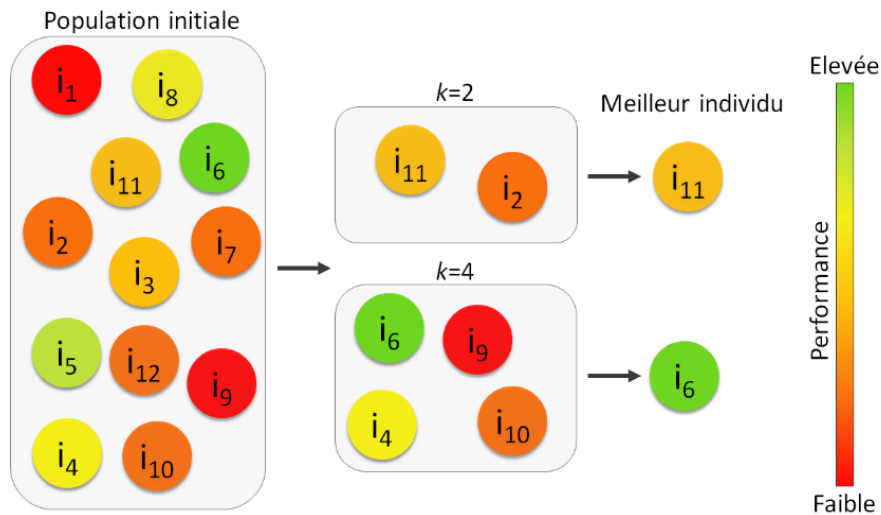 Population initiale
i1
i8
i11
i6
i2
i7
i3
i5
i12
i9
i4
i10
k=2
i11
i2
k=4
i6
i9
i4
i10
Meilleur individu
i11
i6
Elevée
Performance
Faible